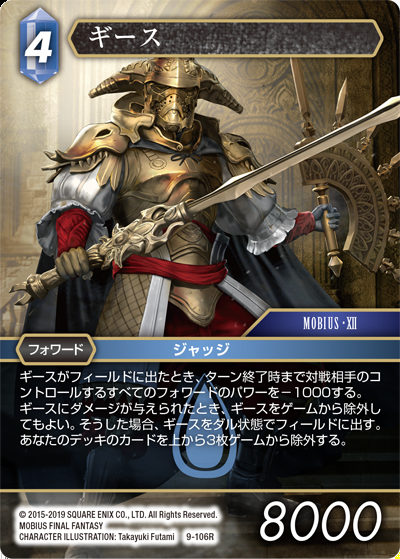 4
ギース
MOBIUS・XII
フォワード
ジャッジ
ギースがフィールドに出たとき、ターン終了時まで対戦相手のコ
ントロールするすべてのフォワードのパワーを－1000する。
ギースにダメージが与えられたとき、ギースをゲームから除外し
てもよい。そうした場合、ギースをダル状態でフィールドに出す。
あなたのデッキのカードを上から3枚ゲームから除外する。
© 2015-2019 SQUARE ENIX CO., LTD. All Rights Reserved.
MOBIUS FINAL FANTASY
CHARACTER ILLUSTRATION: Takayuki Futami 9-106R
8000